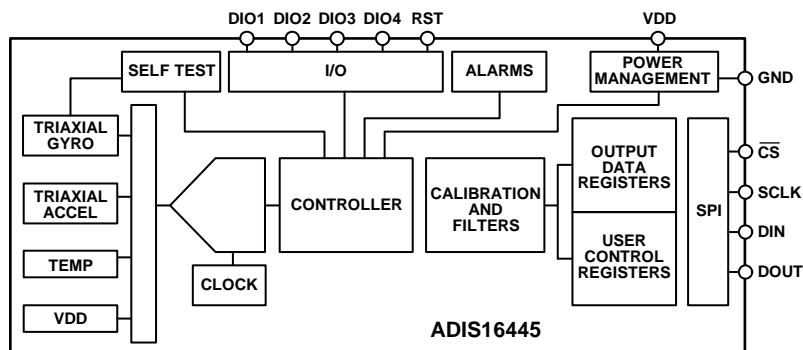 DIO1 DIO2 DIO3 DIO4 RST VDD
SELF TEST
I/O
ALARMS
POWER
MANAGEMENT
GND
TRIAXIAL
GYRO
TRIAXIAL
ACCEL
TEMP
VDD
CLOCK
CONTROLLER
CALIBRATION
AND
FILTERS
OUTPUT
DATA
REGISTERS
USER
CONTROL
REGISTERS
SPI
CS
SCLK
DIN
DOUT
ADIS16445